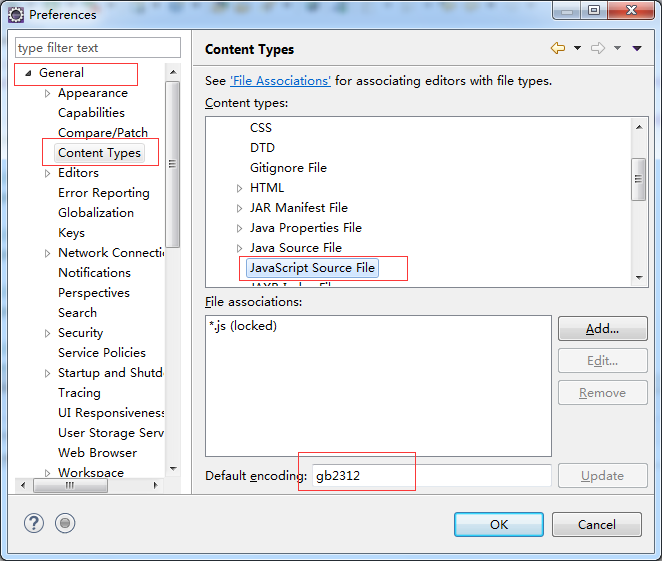 Preferences
type filter text
General
Appearance
Capabilities
Compare/Patch
Content Types
Editors
Error Reporting
Globalization
Keys
Network Connectio
Notifications
Perspectives
Search
Security
Service Policies
Startup and Shutdo
Tracing
UI Responsiveness
User Storage Serv
Web Browser
Workspace
Content Types
See 'File Associations' for associating editors with file types.
Content types:
CSS
DTD
Gitignore File
HTML
JAR Manifest File
Java Properties File
Java Source File
JavaScript Source File
File associations:
*.js (locked)
Add...
Edit...
Remove
Default encoding:
gb2312
Update
?
OK
Cancel